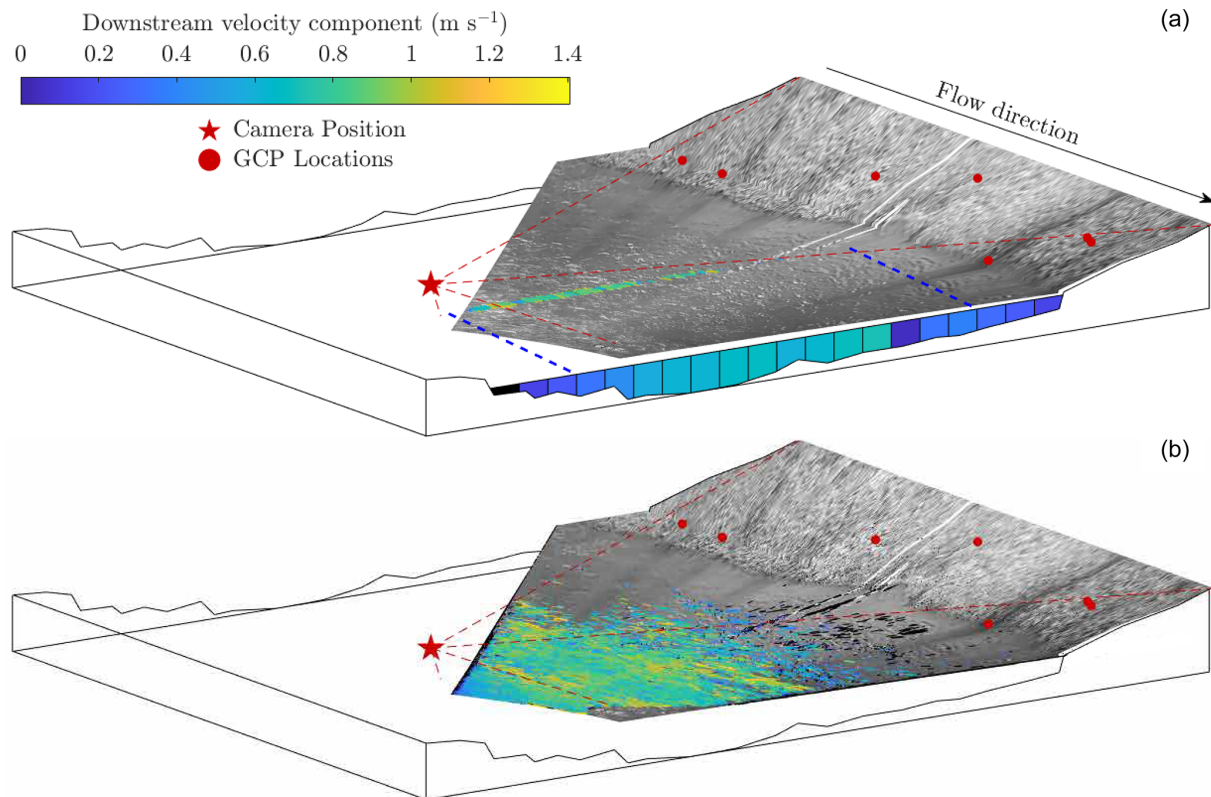 (a)
Downstream velocity component (m s⁻¹)
0 0.2 0.4 0.6 0.8 1 1.2 1.4
Camera Position
GCP Locations
Flow direction
(b)